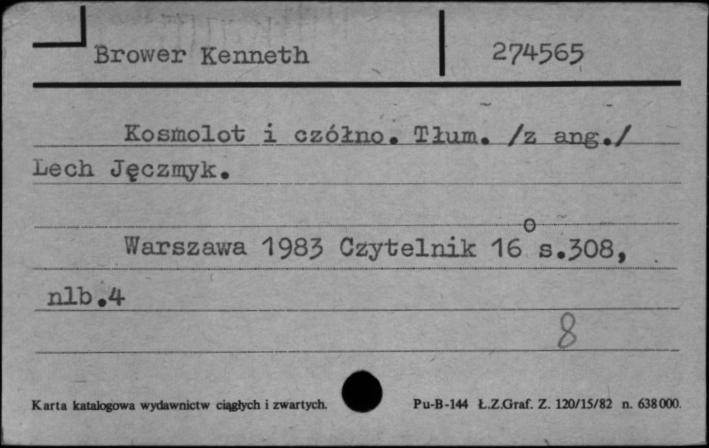 Brower Kenneth 274565
Kosmolot i czółno. Tłum. /z ang./
Lech Jęczmyk.
Warszawa 1983 Czytelnik 16° s.308,
nlb.4
8
Karta katalogowa wydawnictw ciągłych i zwartych. Pu-B-144 Ł.Z.Graf. Z. 120/15/82 n. 638000.